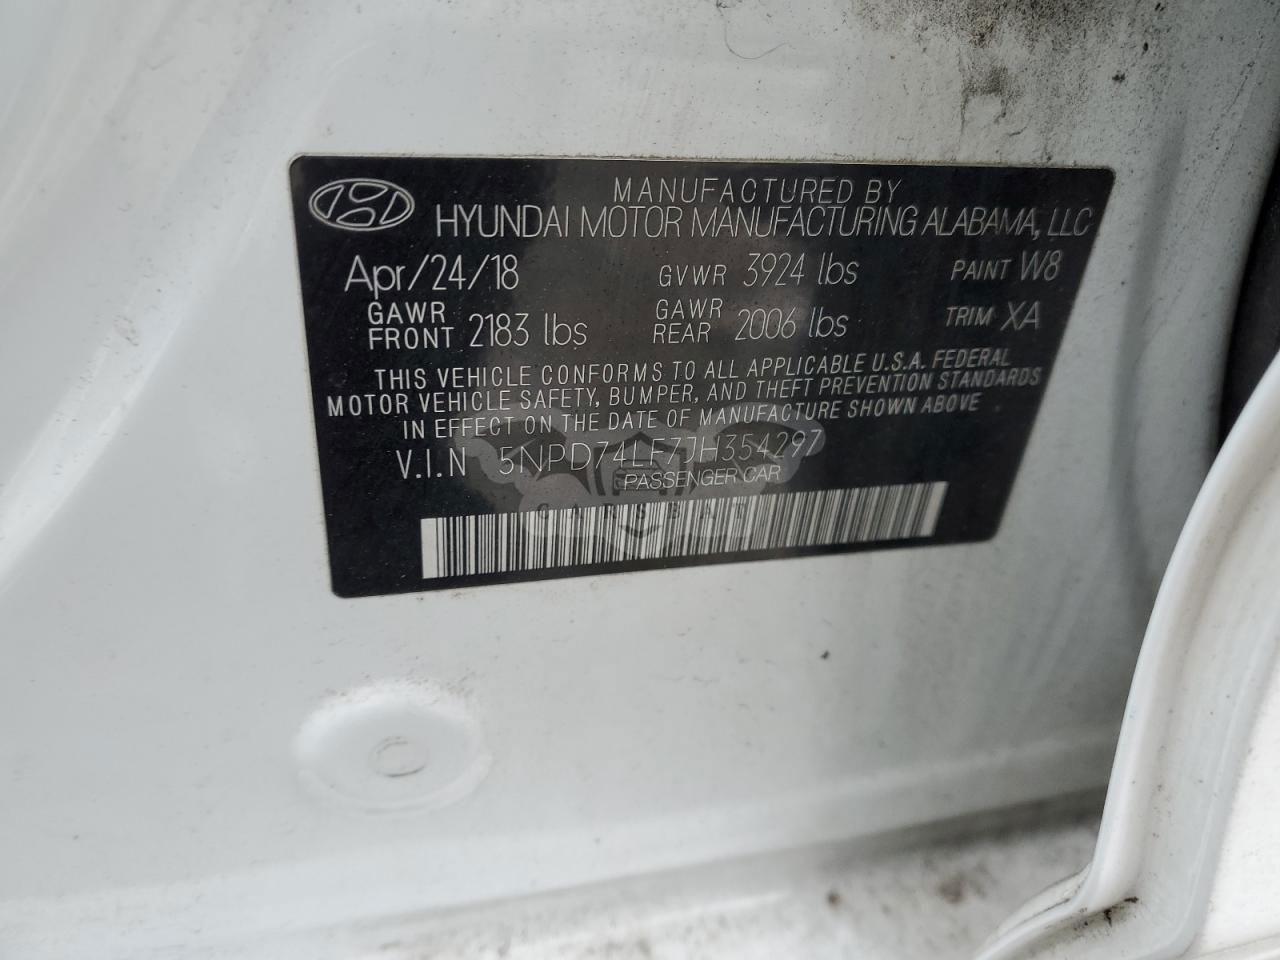 MANUFACTURED BY
HYUNDAI MOTOR MANUFACTURING ALABAMA, LLC
Apr/24/18 GVWR 3924 lbs PAINT W8
GAWR FRONT 2183 lbs GAWR REAR 2006 lbs TRIM XA
THIS VEHICLE CONFORMS TO ALL APPLICABLE U.S.A. FEDERAL
MOTOR VEHICLE SAFETY, BUMPER, AND THEFT PREVENTION STANDARDS
IN EFFECT ON THE DATE OF MANUFACTURE SHOWN ABOVE
V.I.N 5NPD74LF7JH354297
PASSENGER CAR